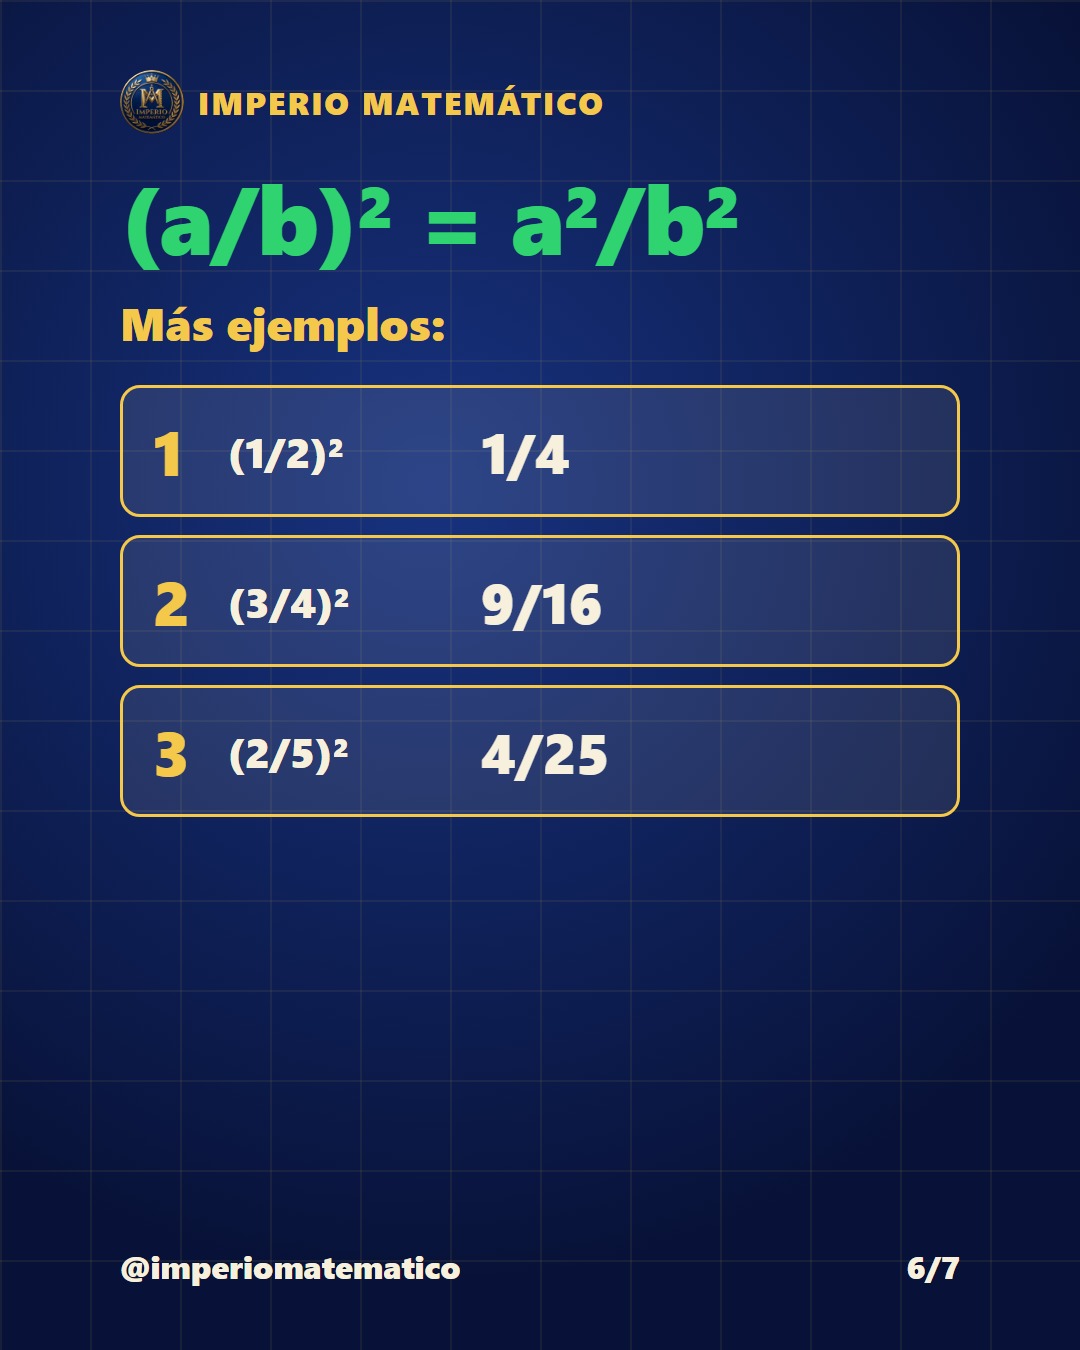 IMPERIO MATEMÁTICO
(a/b)² = a²/b²
Más ejemplos:
1 (1/2)² 1/4
2 (3/4)² 9/16
3 (2/5)² 4/25
@imperiomatematico 6/7